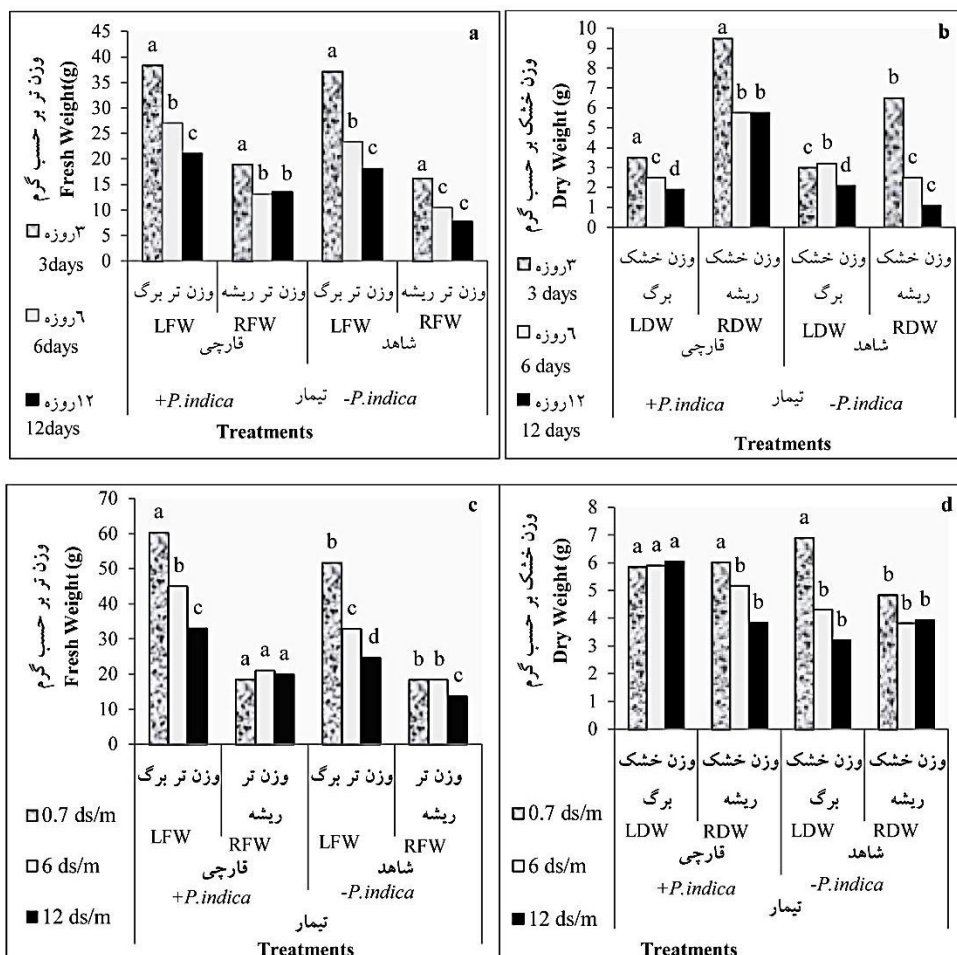 a
وزن تر بر حسب گرم
Fresh Weight(g)
45
40
35
30
25
20
15
10
5
0
a
b
c
a
b
b
a
b
c
a
c
c
۳روزه
3days
۶روزه
6days
۱۲روزه
12days
وزن تر برگ
وزن تر ریشه
وزن تر برگ
وزن تر ریشه
LFW
RFW
LFW
RFW
قارچی
شاهد
+P.indica
تیمار
-P.indica
Treatments
b
وزن خشک بر حسب گرم
Dry Weight (g)
10
9
8
7
6
5
4
3
2
1
0
a
c
d
a
b
b
c
b
d
b
c
c
۳روزه
3 days
۶روزه
6 days
۱۲روزه
12 days
وزن خشک
وزن خشک
وزن خشک
وزن خشک
برگ
ریشه
برگ
ریشه
LDW
RDW
LDW
RDW
قارچی
شاهد
+P.indica
تیمار
-P.indica
Treatments
c
وزن تر بر حسب گرم
Fresh Weight (g)
70
60
50
40
30
20
10
0
a
b
c
a
a
a
b
c
d
b
b
c
0.7 ds/m
6 ds/m
12 ds/m
وزن تر برگ
وزن تر
وزن تر برگ
وزن تر
ریشه
ریشه
LFW
RFW
LFW
RFW
قارچی
شاهد
+P.indica
-P.indica
تیمار
Treatments
d
وزن خشک بر حسب گرم
Dry Weight (g)
8
7
6
5
4
3
2
1
0
a
a
a
a
b
b
a
b
b
b
b
b
0.7 ds/m
6 ds/m
12 ds/m
وزن خشک
وزن خشک
وزن خشک
وزن خشک
برگ
ریشه
برگ
ریشه
LDW
RDW
LDW
RDW
قارچی
شاهد
+P.indica
-P.indica
تیمار
Treatments